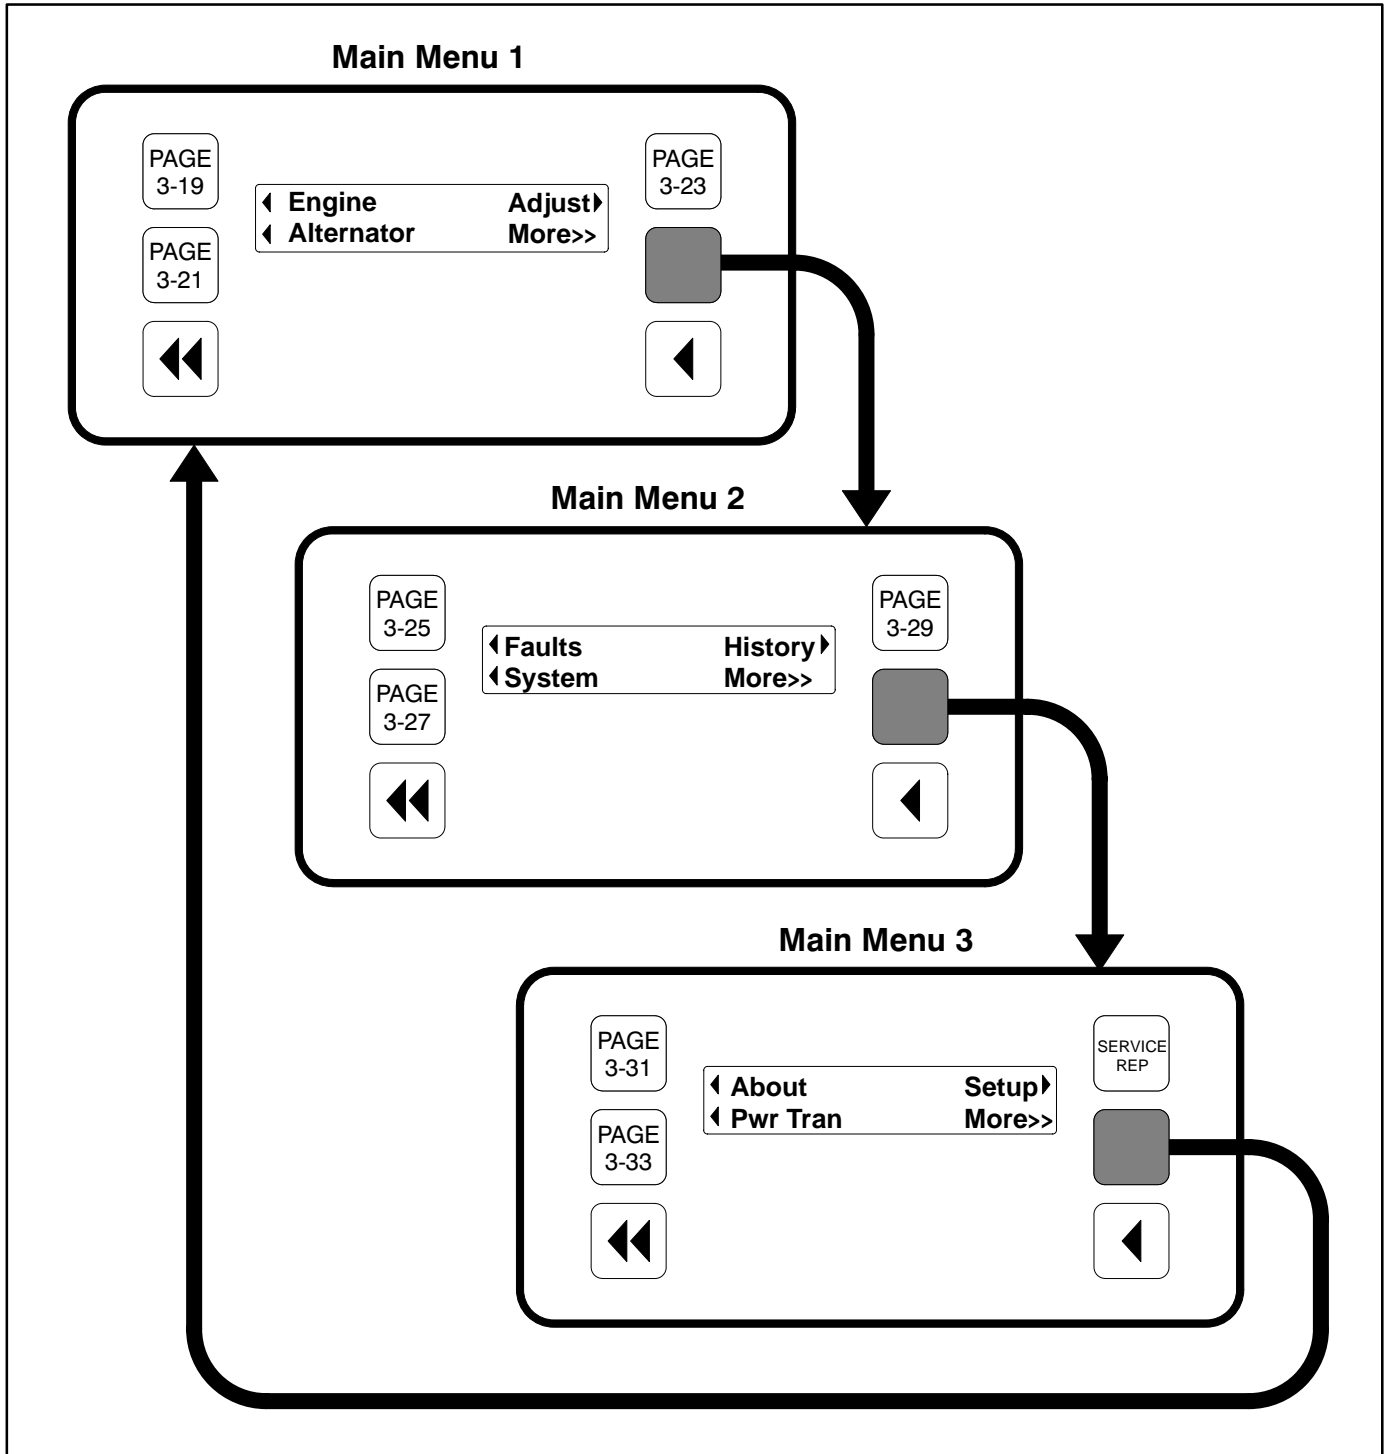 Main Menu 1
PAGE
3-19
PAGE
3-23
Engine Adjust
Alternator More>>
PAGE
3-21
Main Menu 2
PAGE
3-25
PAGE
3-29
Faults History
System More>>
PAGE
3-27
Main Menu 3
PAGE
3-31
SERVICE
REP
About Setup
Pwr Tran More>>
PAGE
3-33